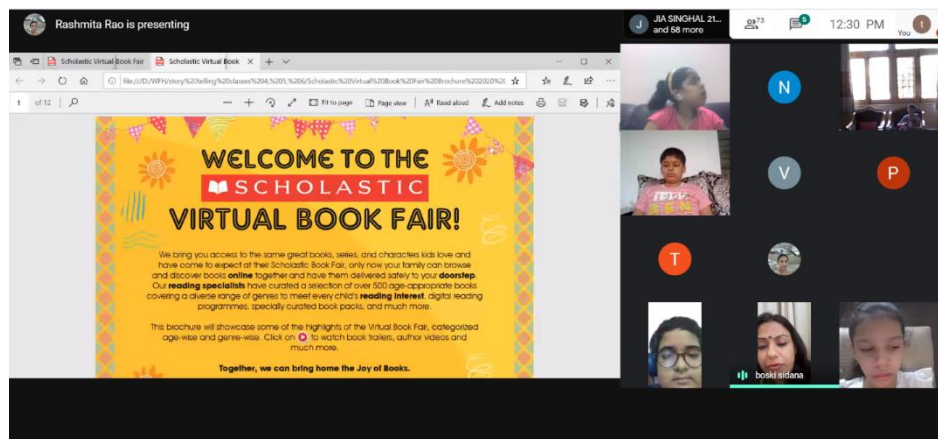 Rashmita Rao is presenting
JIA SINGHAL 21...
and 58 more
73
5
12:30 PM
You
t
Scholastic Virtual Book Fair
Scholastic Virtual Book
1 of 12
Fit to page
Page view
Read aloud
Add notes
WELCOME TO THE
SCHOLASTIC
VIRTUAL BOOK FAIR!
We bring you access to the same great books, series, and characters kids love and
have come to expect at their Scholastic Book Fair, only now your family can browse
and discover books online together and have them delivered safely to your doorstep.
Our reading specialists have curated a selection of over 500 age-appropriate books
covering a diverse range of genres to meet every child's reading interest, digital reading
programmes, specially curated book packs, and much more.
This brochure will showcase some of the highlights of the Virtual Book Fair, categorized
age-wise and genre-wise. Click on to watch book trailers, author videos and
much more.
Together, we can bring home the Joy of Books.
J
N
V
P
T
boski sidana